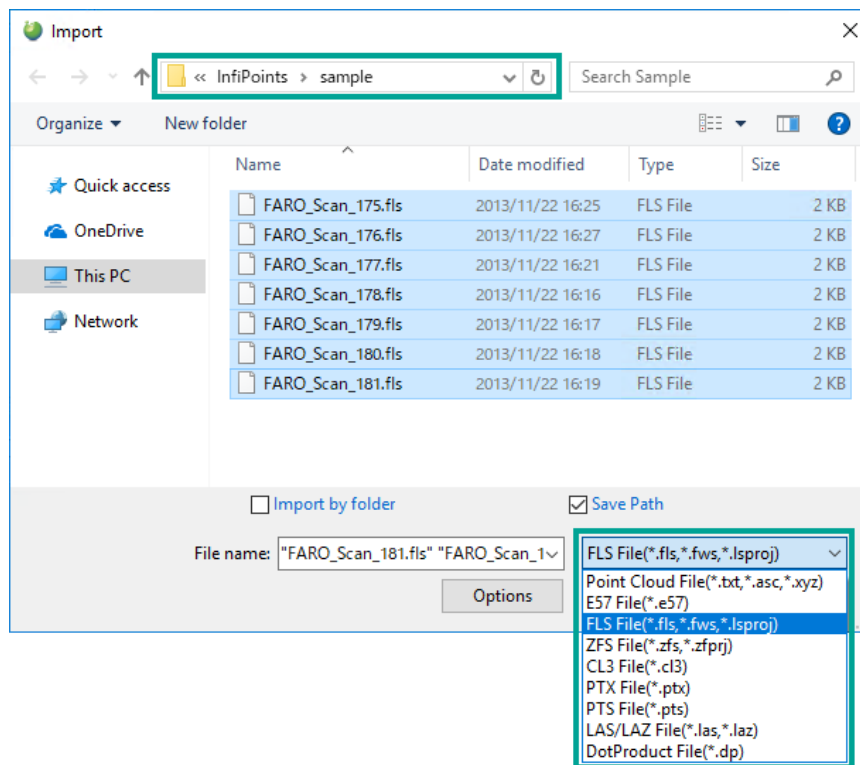 Import
« InfiPoints > sample
Search Sample
Organize
New folder
?
Name
Date modified
Type
Size
Quick access
OneDrive
This PC
Network
FARO_Scan_175.fls 2013/11/22 16:25 FLS File 2 KB
FARO_Scan_176.fls 2013/11/22 16:27 FLS File 2 KB
FARO_Scan_177.fls 2013/11/22 16:21 FLS File 2 KB
FARO_Scan_178.fls 2013/11/22 16:16 FLS File 2 KB
FARO_Scan_179.fls 2013/11/22 16:17 FLS File 2 KB
FARO_Scan_180.fls 2013/11/22 16:18 FLS File 2 KB
FARO_Scan_181.fls 2013/11/22 16:19 FLS File 2 KB
Import by folder
Save Path
File name: "FARO_Scan_181.fls" "FARO_Scan_1
FLS File(*.fls,*.fws,*.lsproj)
Options
Point Cloud File(*.txt,*.asc,*.xyz)
E57 File(*.e57)
FLS File(*.fls,*.fws,*.lsproj)
ZFS File(*.zfs,*.zfprj)
CL3 File(*.cl3)
PTX File(*.ptx)
PTS File(*.pts)
LAS/LAZ File(*.las,*.laz)
DotProduct File(*.dp)